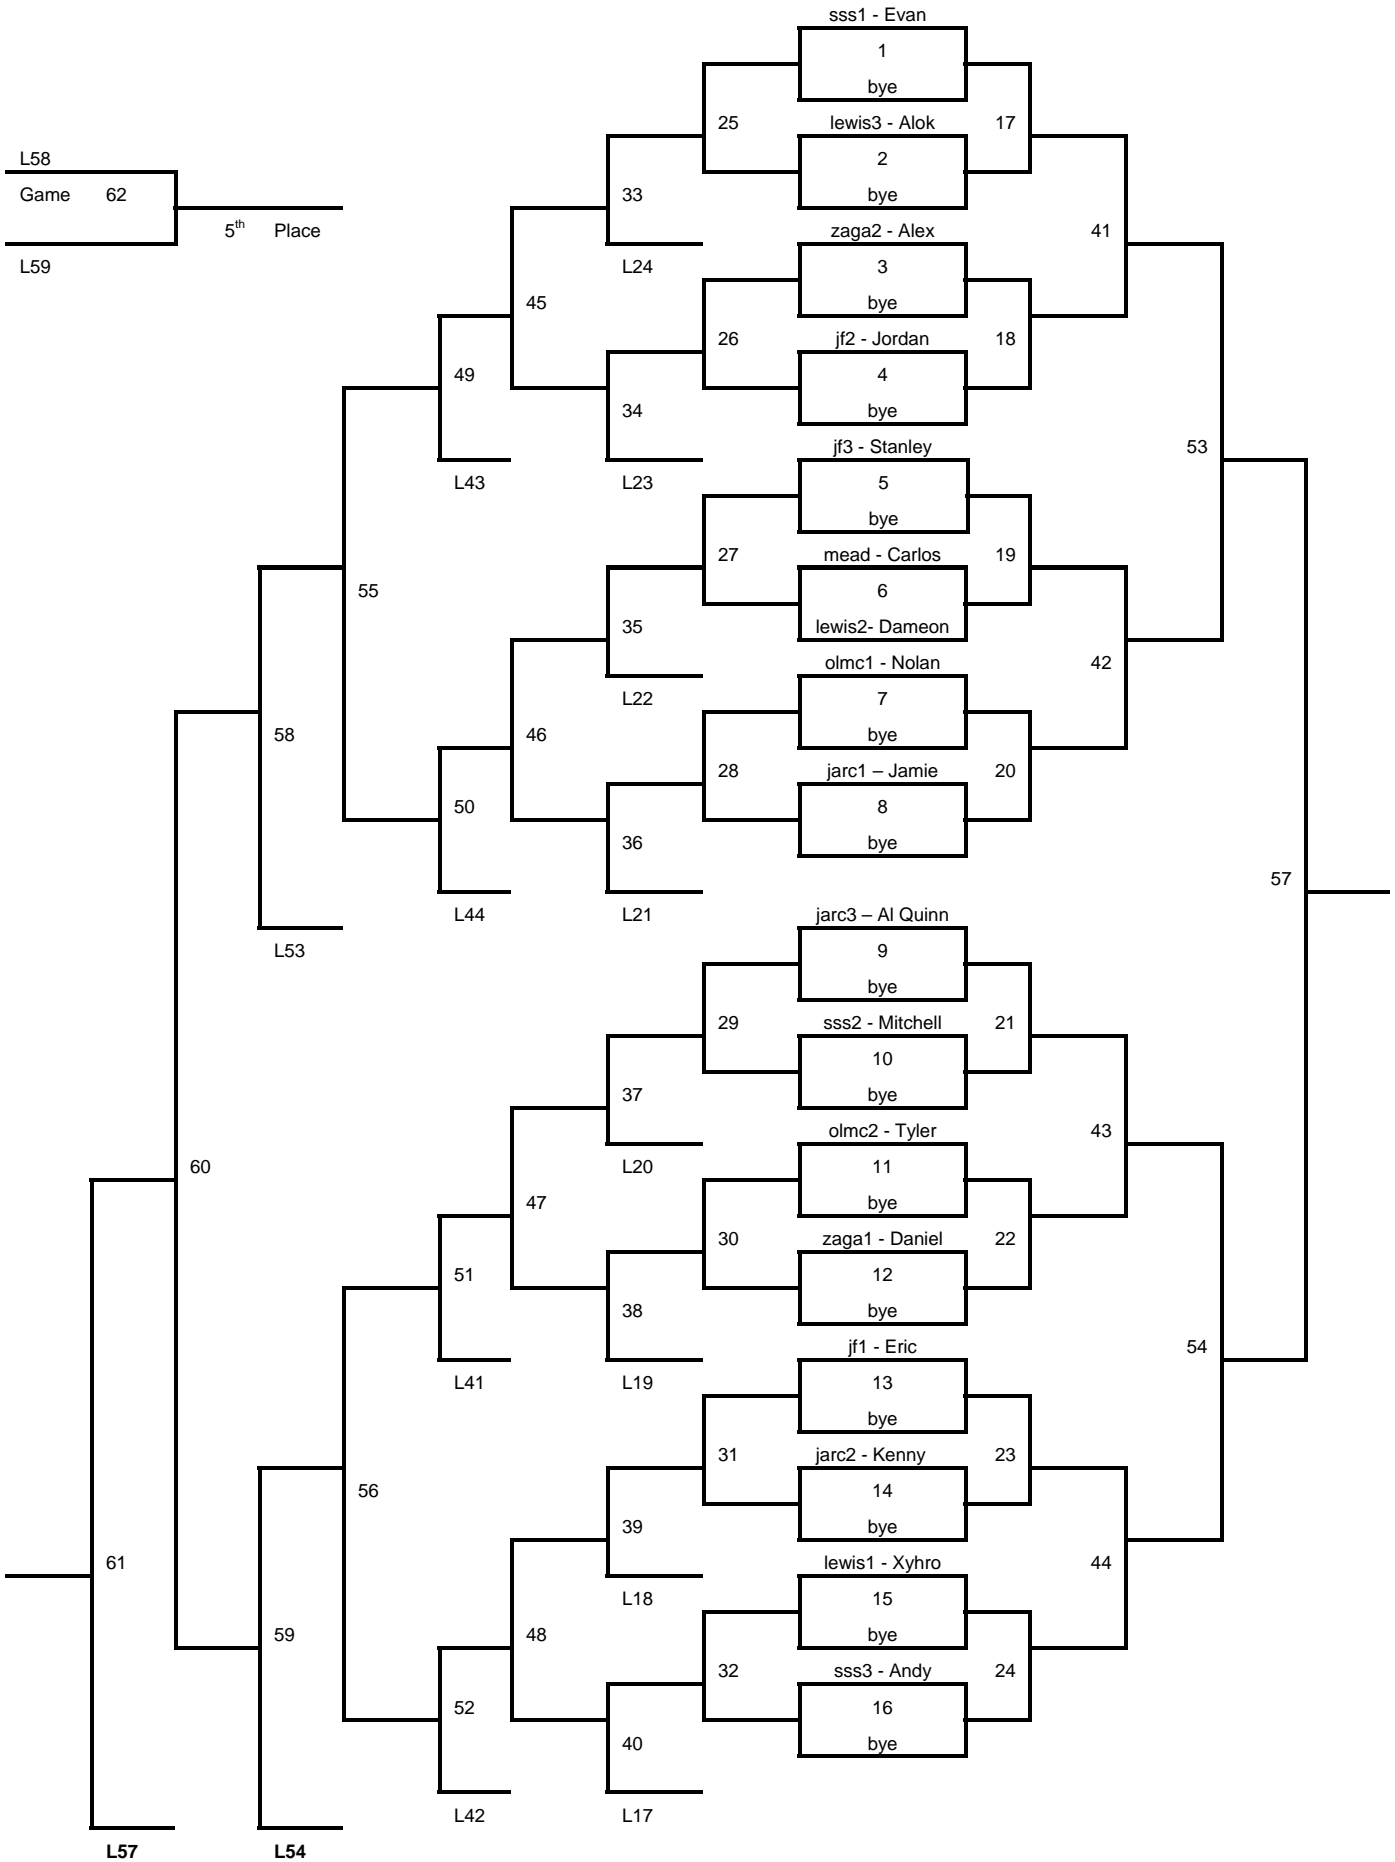 sss1 - Evan
1
bye
25
lewis3 - Alok
17
L58
2
Game 62
33
bye
5th Place
zaga2 - Alex
41
L59
L24
3
45
bye
26
jf2 - Jordan
18
49
4
34
bye
jf3 - Stanley
53
L43
L23
5
bye
27
mead - Carlos
19
55
6
35
lewis2- Dameon
olmc1 - Nolan
42
L22
7
58
46
bye
28
jarc1 – Jamie
20
50
8
36
bye
57
L44
L21
jarc3 – Al Quinn
L53
9
bye
29
sss2 - Mitchell
21
10
37
bye
olmc2 - Tyler
43
60
L20
11
47
bye
30
zaga1 - Daniel
22
51
12
38
bye
jf1 - Eric
54
L41
L19
13
bye
31
jarc2 - Kenny
23
56
14
39
bye
61
lewis1 - Xyhro
44
L18
15
59
48
bye
32
sss3 - Andy
24
52
16
40
bye
L42
L17
L57
L54